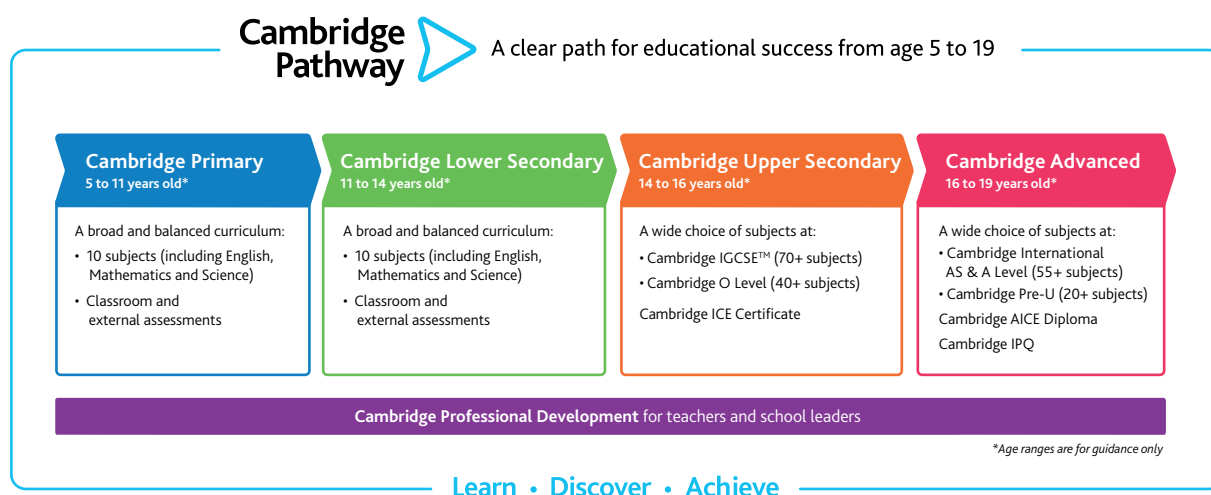 Cambridge
Pathway
A clear path for educational success from age 5 to 19
Cambridge Primary
5 to 11 years old*
A broad and balanced curriculum:
• 10 subjects (including English,
Mathematics and Science)
• Classroom and
external assessments
Cambridge Lower Secondary
11 to 14 years old*
A broad and balanced curriculum:
• 10 subjects (including English,
Mathematics and Science)
• Classroom and
external assessments
Cambridge Upper Secondary
14 to 16 years old*
A wide choice of subjects at:
• Cambridge IGCSE™ (70+ subjects)
• Cambridge O Level (40+ subjects)
Cambridge ICE Certificate
Cambridge Advanced
16 to 19 years old*
A wide choice of subjects at:
• Cambridge International
AS & A Level (55+ subjects)
• Cambridge Pre-U (20+ subjects)
Cambridge AICE Diploma
Cambridge IPQ
Cambridge Professional Development for teachers and school leaders
*Age ranges are for guidance only
Learn • Discover • Achieve